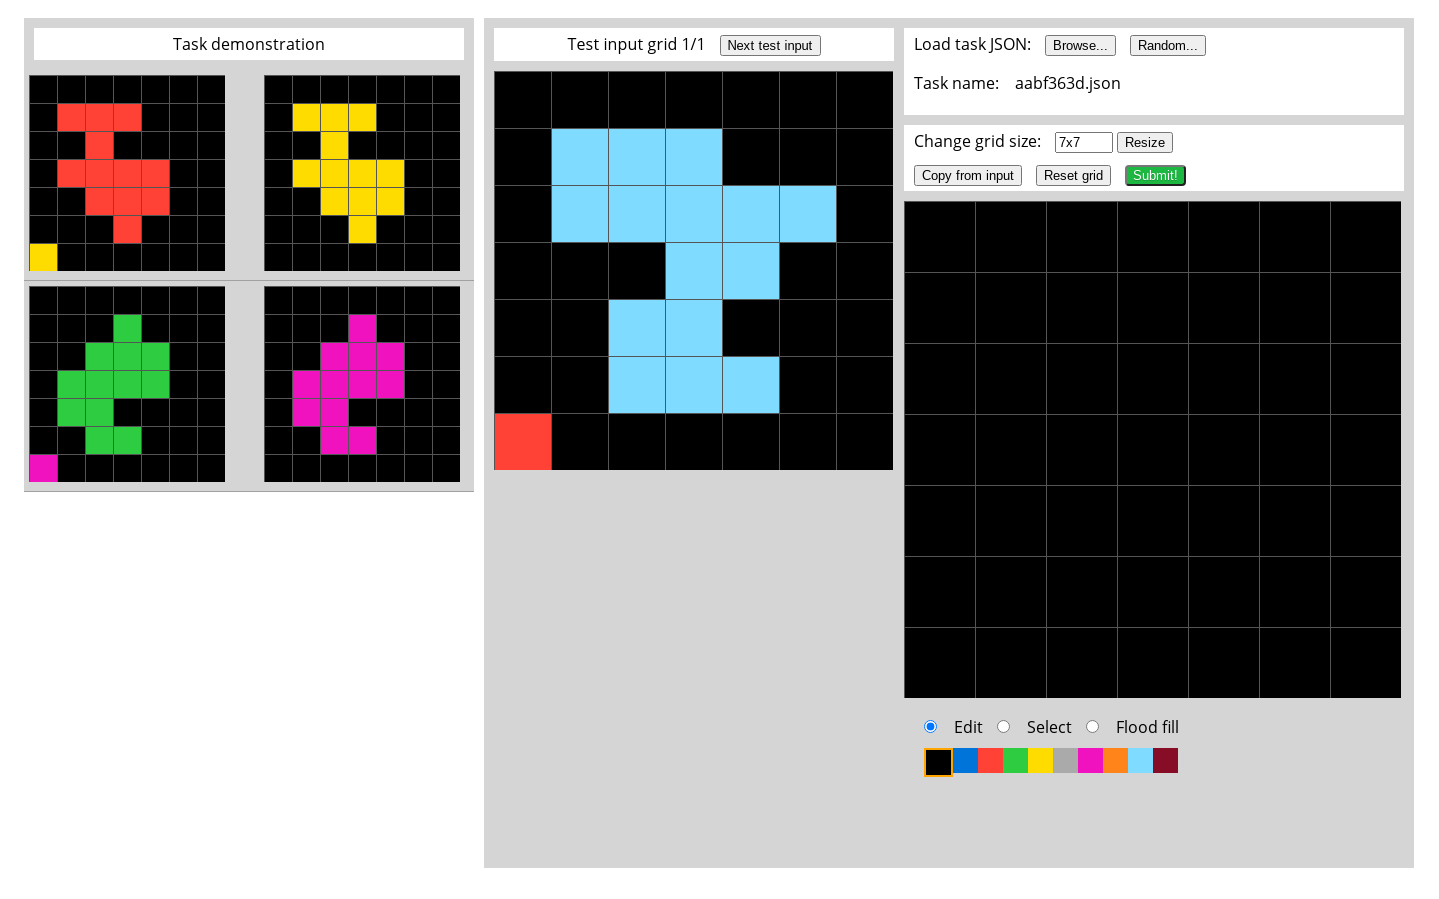 Task demonstration
Test input grid 1/1 Next test input
Load task JSON: Browse... Random...
Task name: aabf363d.json
Change grid size: 7x7 Resize
Copy from input Reset grid Submit!
Edit Select Flood fill